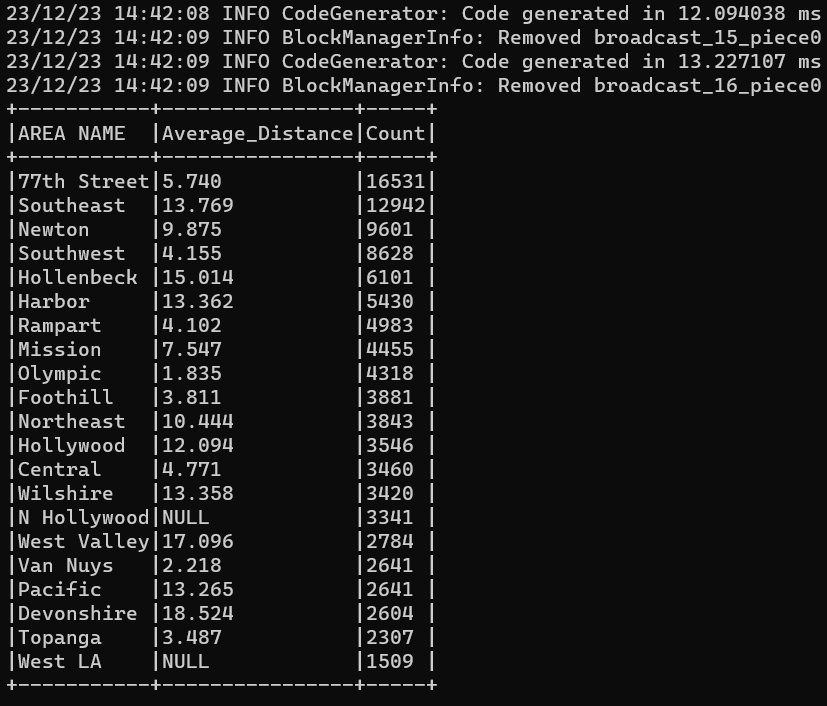 23/12/23 14:42:08 INFO CodeGenerator: Code generated in 12.094038 ms
23/12/23 14:42:09 INFO BlockManagerInfo: Removed broadcast_15_piece0
23/12/23 14:42:09 INFO CodeGenerator: Code generated in 13.227107 ms
23/12/23 14:42:09 INFO BlockManagerInfo: Removed broadcast_16_piece0
+-----------+----------------+-----+
|AREA NAME  |Average_Distance|Count|
+-----------+----------------+-----+
|77th Street|5.740           |16531|
|Southeast  |13.769          |12942|
|Newton     |9.875           |9601 |
|Southwest  |4.155           |8628 |
|Hollenbeck |15.014          |6101 |
|Harbor     |13.362          |5430 |
|Rampart    |4.102           |4983 |
|Mission    |7.547           |4455 |
|Olympic    |1.835           |4318 |
|Foothill   |3.811           |3881 |
|Northeast  |10.444          |3843 |
|Hollywood  |12.094          |3546 |
|Central    |4.771           |3460 |
|Wilshire   |13.358          |3420 |
|N Hollywood|NULL            |3341 |
|West Valley|17.096          |2784 |
|Van Nuys   |2.218           |2641 |
|Pacific    |13.265          |2641 |
|Devonshire |18.524          |2604 |
|Topanga    |3.487           |2307 |
|West LA    |NULL            |1509 |
+-----------+----------------+-----+